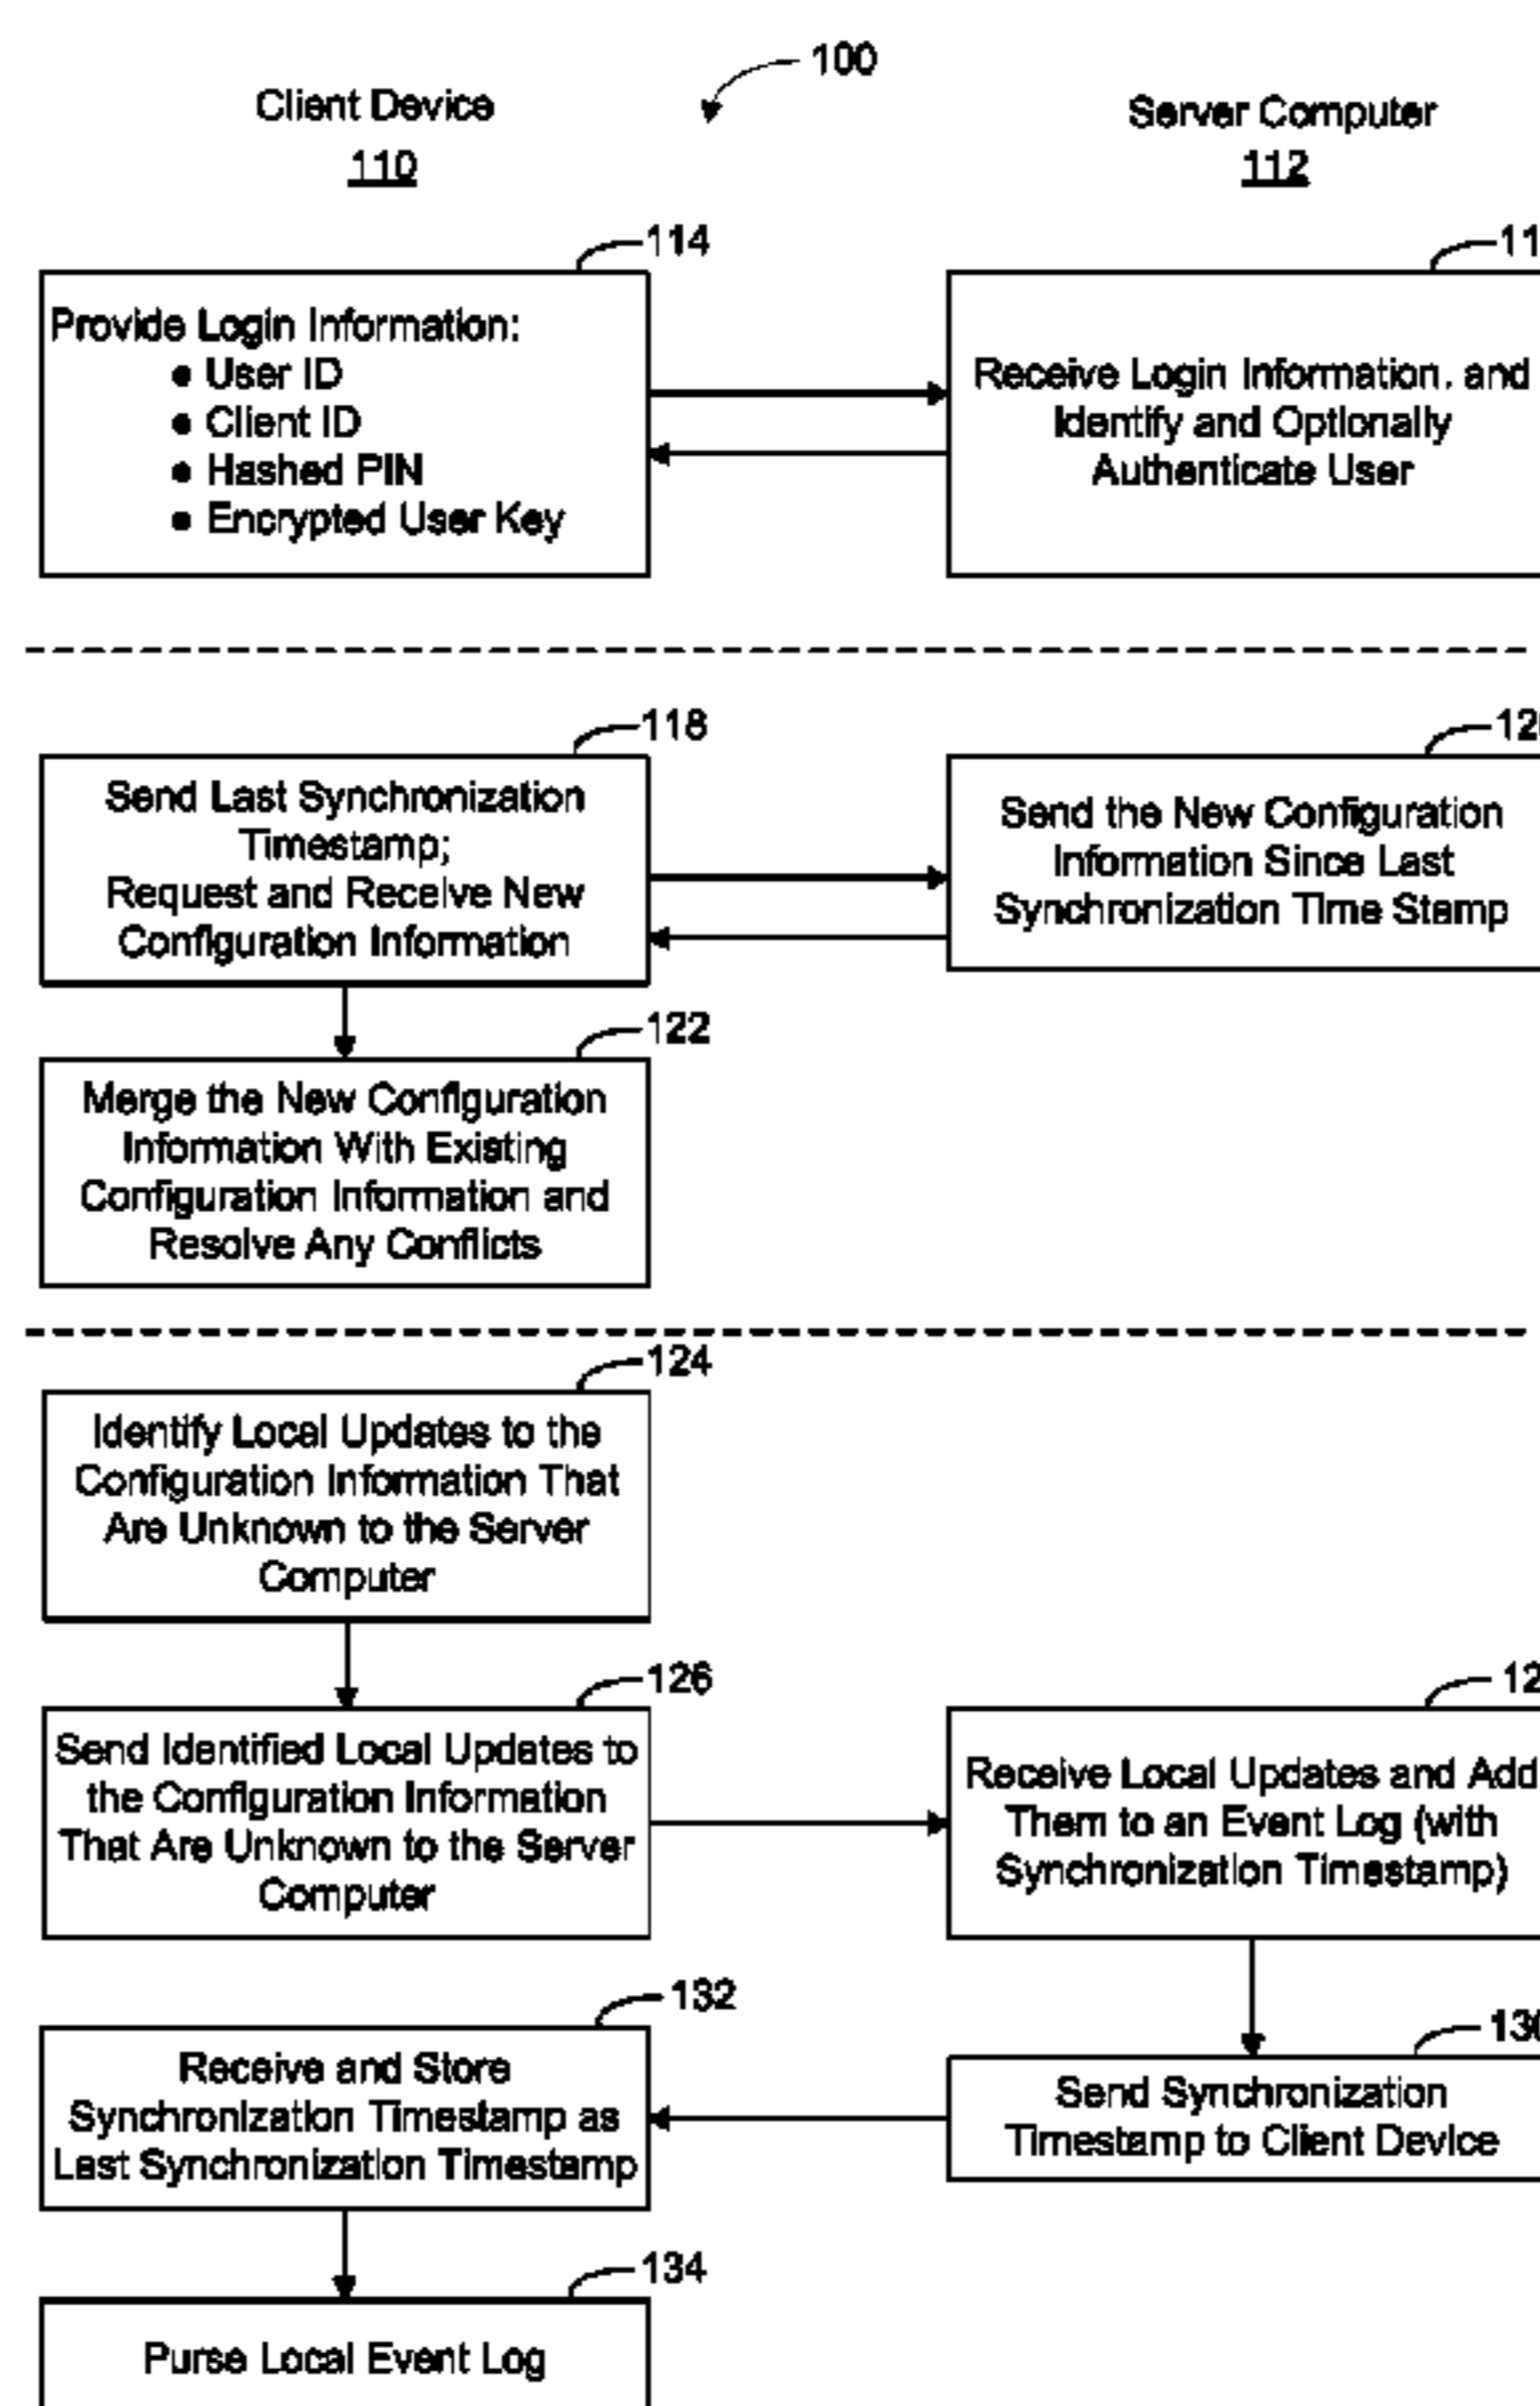 100
Client Device
110
Server Computer
112
114
Provide Login Information:
● User ID
● Client ID
● Hashed PIN
● Encrypted User Key
11
Receive Login Information. and
Identify and Optionally
Authenticate User
118
Send Last Synchronization
Timestamp;
Request and Receive New
Configuration Information
12
Send the New Configuration
Information Since Last
Synchronization Time Stamp
122
Merge the New Configuration
Information With Existing
Configuration Information and
Resolve Any Conflicts
124
Identify Local Updates to the
Configuration Information That
Are Unknown to the Server
Computer
126
Send Identified Local Updates to
the Configuration Information
That Are Unknown to the Server
Computer
12
Receive Local Updates and Add
Them to an Event Log (with
Synchronization Timestamp)
132
Receive and Store
Synchronization Timestamp as
Last Synchronization Timestamp
130
Send Synchronization
Timestamp to Client Device
134
Purse Local Event Log